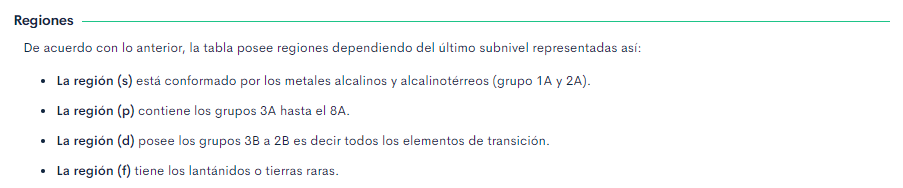 Regiones
De acuerdo con lo anterior, la tabla posee regiones dependiendo del último subnivel representadas así:
• La región (s) está conformado por los metales alcalinos y alcalinotérreos (grupo 1A y 2A).
• La región (p) contiene los grupos 3A hasta el 8A.
• La región (d) posee los grupos 3B a 2B es decir todos los elementos de transición.
• La región (f) tiene los lantánidos o tierras raras.